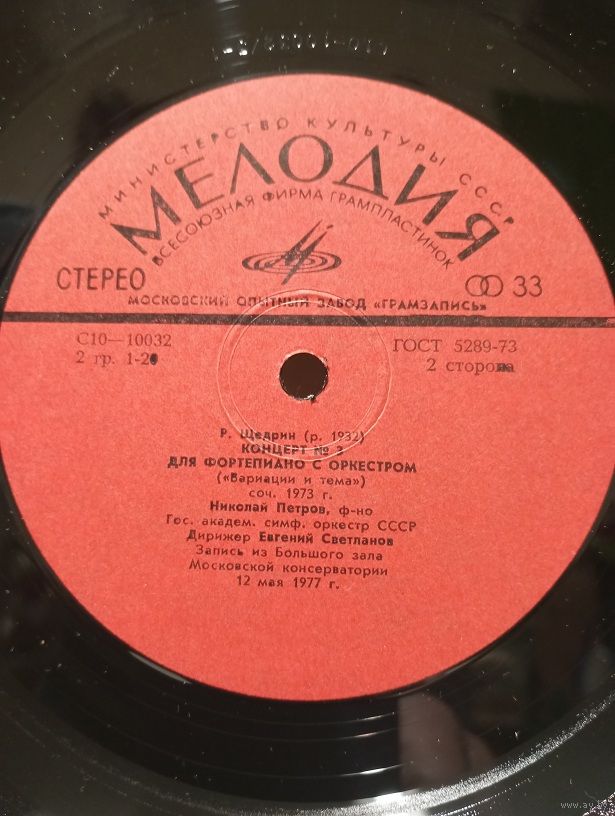 МИНИСТЕРСТВО КУЛЬТУРЫ СССР
МЕЛОДИЯ
ВСЕСОЮЗНАЯ ФИРМА ГРАМПЛАСТИНОК
СТЕРЕО
33
МОСКОВСКИЙ ОПЫТНЫЙ ЗАВОД «ГРАМЗАПИСЬ»
С10—10032
ГОСТ 5289-73
2 гр. 1-20
2 сторона
Р. Щедрин (р. 1932)
КОНЦЕРТ № 3
ДЛЯ ФОРТЕПИАНО С ОРКЕСТРОМ
(«Вариации и тема»)
соч. 1973 г.
Николай Петров, ф-но
Гос. академ. симф. оркестр СССР
Дирижер Евгений Светланов
Запись из Большого зала
Московской консерватории
12 мая 1977 г.